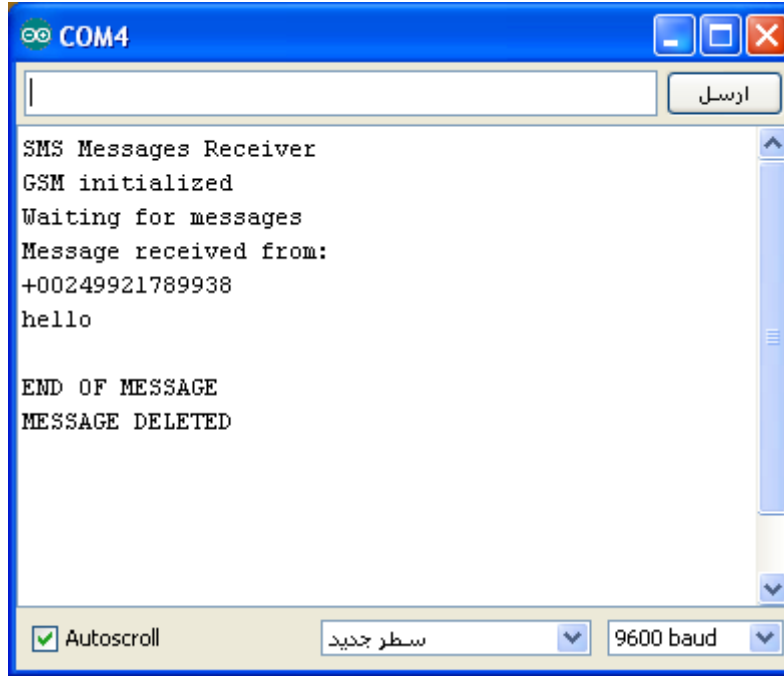 COM4
ارسل
SMS Messages Receiver
GSM initialized
Waiting for messages
Message received from:
+00249921789938
hello
END OF MESSAGE
MESSAGE DELETED
Autoscroll
سطر جديد
9600 baud